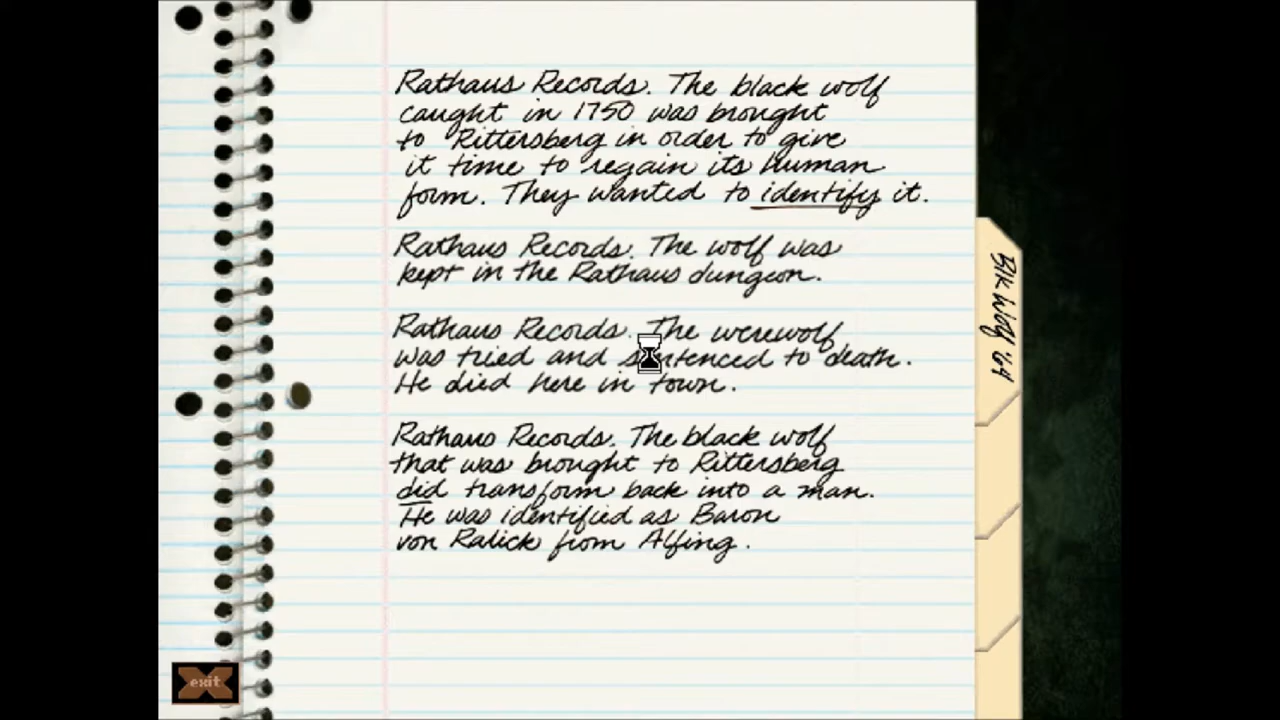 Rathaus Records. The black wolf
caught in 1750 was brought
to Rittersberg in order to give
it time to regain its human
form. They wanted to identify it.
Rathaus Records. The wolf was
kept in the Rathaus dungeon.
Rathaus Records. The werewolf
was tried and sentenced to death.
He died here in town.
Rathaus Records. The black wolf
that was brought to Rittersberg
did transform back into a man.
He was identified as Baron
von Ralick from Alfing.
Blk Wolf '64
exit